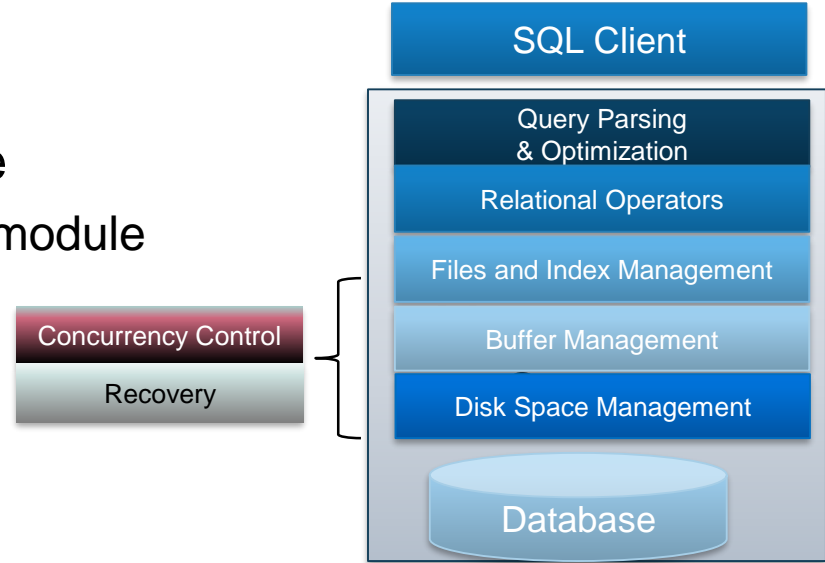 SQL Client
Query Parsing
& Optimization
e
module
Relational Operators
Files and Index Management
Concurrency Control
Recovery
Buffer Management
Disk Space Management
Database